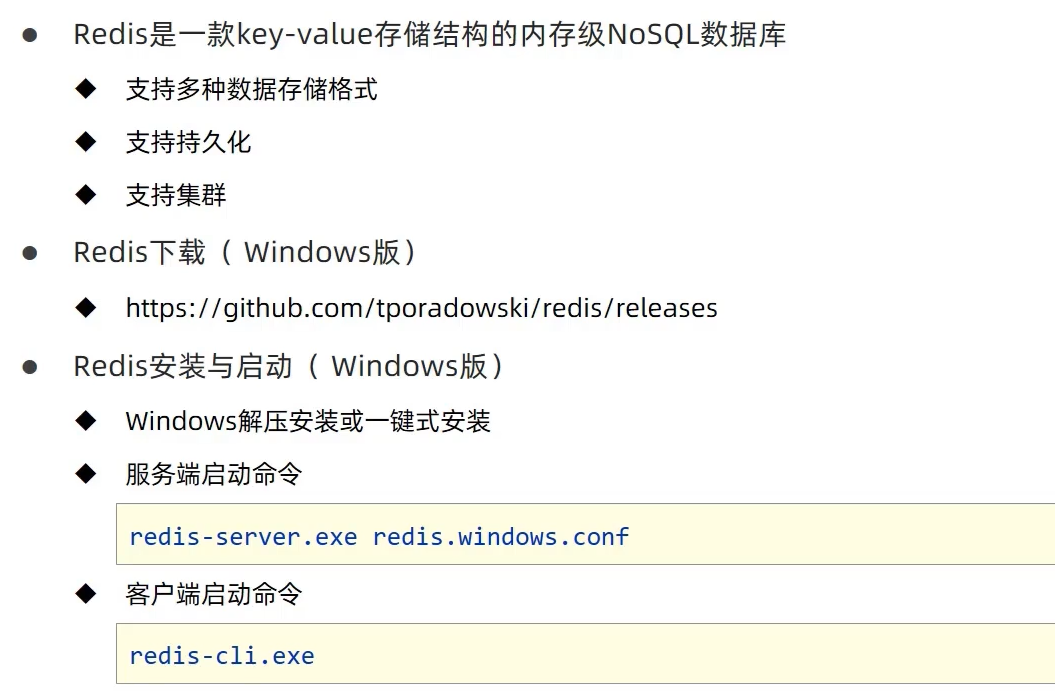 Redis是一款key-value存储结构的内存级NoSQL数据库
支持多种数据存储格式
支持持久化
支持集群
Redis下载（ Windows版）
https://github.com/tporadowski/redis/releases
Redis安装与启动（ Windows版）
Windows解压安装或一键式安装
服务端启动命令
redis-server.exe redis.windows.conf
客户端启动命令
redis-cli.exe